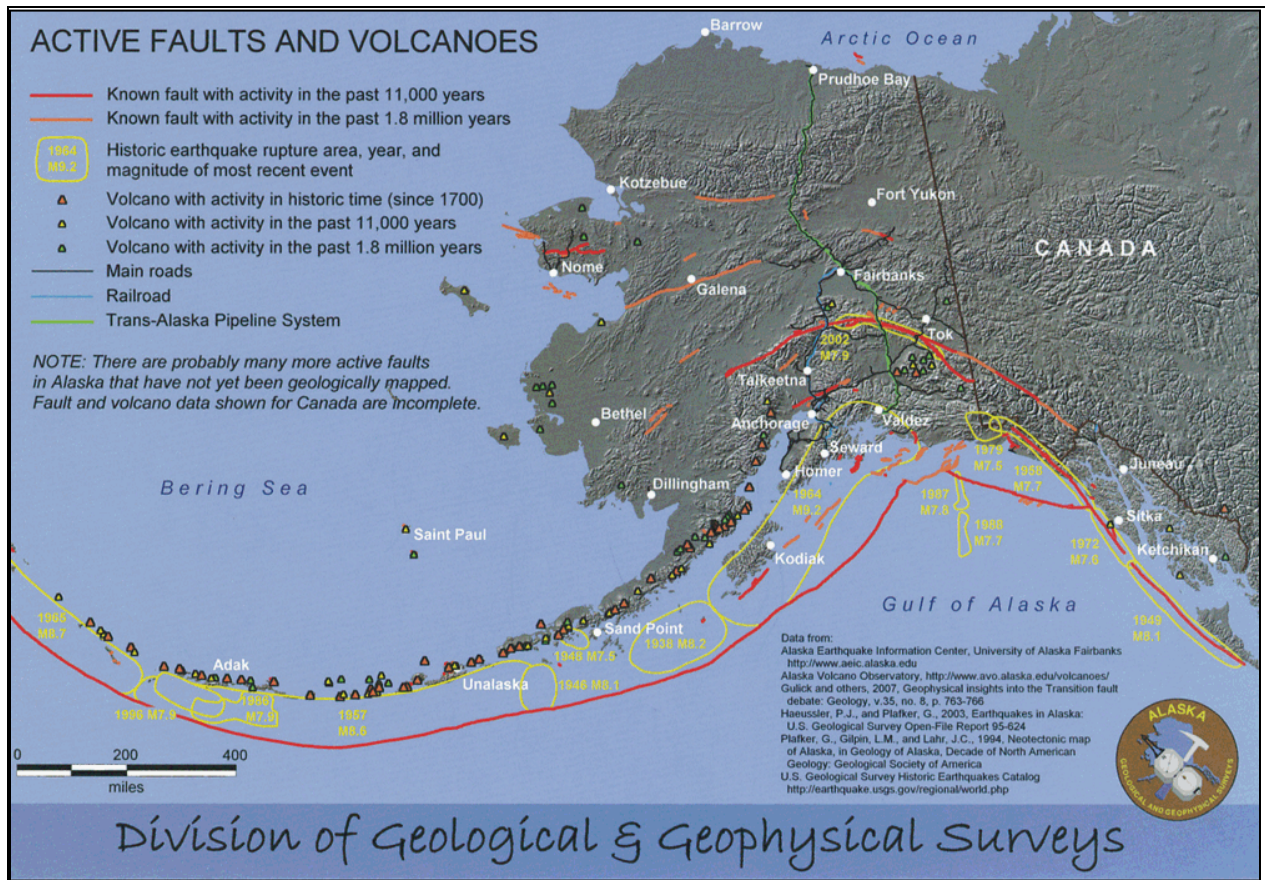 ACTIVE FAULTS AND VOLCANOES
Known fault with activity in the past 11,000 years
Known fault with activity in the past 1.8 million years
1964
M9.2
Historic earthquake rupture area, year, and
magnitude of most recent event
Volcano with activity in historic time (since 1700)
Volcano with activity in the past 11,000 years
Volcano with activity in the past 1.8 million years
Main roads
Railroad
Trans-Alaska Pipeline System
NOTE: There are probably many more active faults
in Alaska that have not yet been geologically mapped.
Fault and volcano data shown for Canada are incomplete.
Barrow
Arctic Ocean
Prudhoe Bay
Kotzebue
Fort Yukon
CANADA
Nome
Galena
Fairbanks
Tok
2002
M7.9
Talkeetna
Bethel
Anchorage
Valdez
Seward
Homer
Juneau
1979
M7.5
1958
M7.7
Bering Sea
Dillingham
1964
M9.2
1987
M7.8
1988
M7.7
Sitka
Saint Paul
Kodiak
1972
M7.6
Ketchikan
Gulf of Alaska
1965
M8.7
Sand Point
1938 M8.2
1948 M7.5
1949
M8.1
Adak
Unalaska
1946 M8.1
1996 M7.9
1986
M7.9
1957
M8.6
Data from:
Alaska Earthquake Information Center, University of Alaska Fairbanks
http://www.aeic.alaska.edu
Alaska Volcano Observatory, http://www.avo.alaska.edu/volcanoes/
Gulick and others, 2007, Geophysical insights into the Transition fault
debate: Geology, v.35, no. 8, p. 763-766
Haeussler, P.J., and Plafker, G., 2003, Earthquakes in Alaska:
U.S. Geological Survey Open-File Report 95-624
Plafker, G., Gilpin, L.M., and Lahr, J.C., 1994, Neotectonic map
of Alaska, in Geology of Alaska, Decade of North American
Geology: Geological Society of America
U.S. Geological Survey Historic Earthquakes Catalog
http://earthquake.usgs.gov/regional/world.php
0 200 400
miles
ALASKA
GEOLOGICAL AND GEOPHYSICAL SURVEYS
Division of Geological & Geophysical Surveys